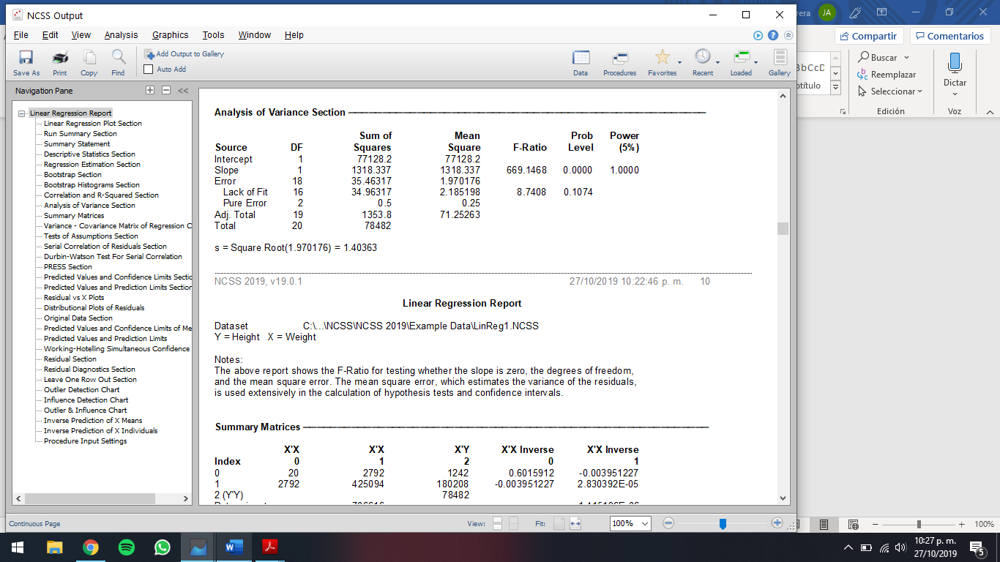 NCSS Output
rera JA
File Edit View Analysis Graphics Tools Window Help
Compartir Comentarios
Save As Print Copy Find
Add Output to Gallery
Auto Add
Data Procedures Favorites Recent Loaded Gallery
Buscar
Reemplazar
Seleccionar
Edición
Dictar
Voz
Navigation Pane
Linear Regression Report
Linear Regression Plot Section
Run Summary Section
Summary Statement
Descriptive Statistics Section
Regression Estimation Section
Bootstrap Section
Bootstrap Histograms Section
Correlation and R-Squared Section
Analysis of Variance Section
Summary Matrices
Variance - Covariance Matrix of Regression C
Tests of Assumptions Section
Serial Correlation of Residuals Section
Durbin-Watson Test For Serial Correlation
PRESS Section
Predicted Values and Confidence Limits Sectio
Predicted Values and Prediction Limits Section
Residual vs X Plots
Distributional Plots of Residuals
Original Data Section
Predicted Values and Confidence Limits of Me
Predicted Values and Prediction Limits
Working-Hotelling Simultaneous Confidence
Residual Section
Residual Diagnostics Section
Leave One Row Out Section
Outlier Detection Chart
Influence Detection Chart
Outlier & Influence Chart
Inverse Prediction of X Means
Inverse Prediction of X Individuals
Procedure Input Settings
Analysis of Variance Section
Sum of Mean Prob Power
Source DF Squares Square F-Ratio Level (5%)
Intercept 1 77128.2 77128.2
Slope 1 1318.337 1318.337 669.1468 0.0000 1.0000
Error 18 35.46317 1.970176
Lack of Fit 16 34.96317 2.185198 8.7408 0.1074
Pure Error 2 0.5 0.25
Adj. Total 19 1353.8 71.25263
Total 20 78482
s = Square Root(1.970176) = 1.40363
NCSS 2019, v19.0.1 27/10/2019 10:22:46 p. m. 10
Linear Regression Report
Dataset C:\...\NCSS\NCSS 2019\Example Data\LinReg1.NCSS
Y = Height X = Weight
Notes:
The above report shows the F-Ratio for testing whether the slope is zero, the degrees of freedom,
and the mean square error. The mean square error, which estimates the variance of the residuals,
is used extensively in the calculation of hypothesis tests and confidence intervals.
Summary Matrices
X'X X'X X'Y X'X Inverse X'X Inverse
Index 0 1 2 0 1
0 20 2792 1242 0.6015912 -0.003951227
1 2792 425094 180208 -0.003951227 2.830392E-05
2 (Y'Y) 78482
Continuous Page View: Fit: 100%
100%
10:27 p. m.
27/10/2019
5